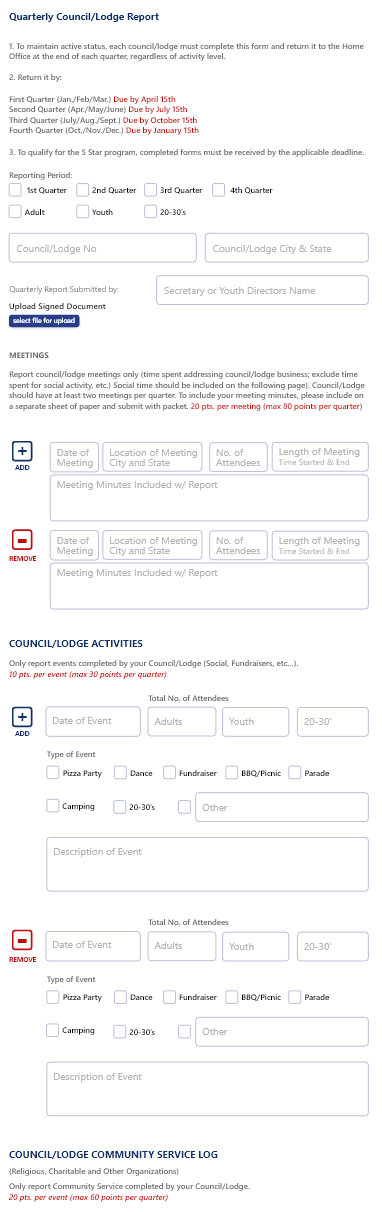 Quarterly Council/Lodge Report
1. To maintain active status, each council/lodge must complete this form and return it to the Home
Office at the end of each quarter, regardless of activity level.
2. Return it by:
First Quarter (Jan./Feb/Mar.) Due by April 15th
Second Quarter (Apr./May/June) Due by July 15th
Third Quarter (July/Aug./Sept.) Due by October 15th
Fourth Quarter (Oct./Nov./Dec.) Due by January 15th
3. To qualify for the 5 Star program, completed forms must be received by the applicable deadline.
Reporting Period:
1st Quarter 2nd Quarter 3rd Quarter 4th Quarter
Adult Youth 20-30's
Council/Lodge No Council/Lodge City & State
Quarterly Report Submitted by: Secretary or Youth Directors Name
Upload Signed Document
select file for upload
MEETINGS
Report council/lodge meetings only (time spent addressing council/lodge business; exclude time
spent for social activity, etc.) Social time should be included on the following page). Council/Lodge
should have at least two meetings per quarter. To include your meeting minutes, please include on
a separate sheet of paper and submit with packet. 20 pts. per meeting (max 80 points per quarter)
+ Date of Location of Meeting No. of Length of Meeting
ADD Meeting City and State Attendees Time Started & End
Meeting Minutes Included w/ Report
- Date of Location of Meeting No. of Length of Meeting
REMOVE Meeting City and State Attendees Time Started & End
Meeting Minutes Included w/ Report
COUNCIL/LODGE ACTIVITIES
Only report events completed by your Council/Lodge (Social, Fundraisers, etc...).
10 pts. per event (max 30 points per quarter)
Total No. of Attendees
+ Date of Event Adults Youth 20-30'
ADD
Type of Event
Pizza Party Dance Fundraiser BBQ/Picnic Parade
Camping 20-30's Other
Description of Event
Total No. of Attendees
- Date of Event Adults Youth 20-30'
REMOVE
Type of Event
Pizza Party Dance Fundraiser BBQ/Picnic Parade
Camping 20-30's Other
Description of Event
COUNCIL/LODGE COMMUNITY SERVICE LOG
(Religious, Charitable and Other Organizations)
Only report Community Service completed by your Council/Lodge.
20 pts. per event (max 60 points per quarter)